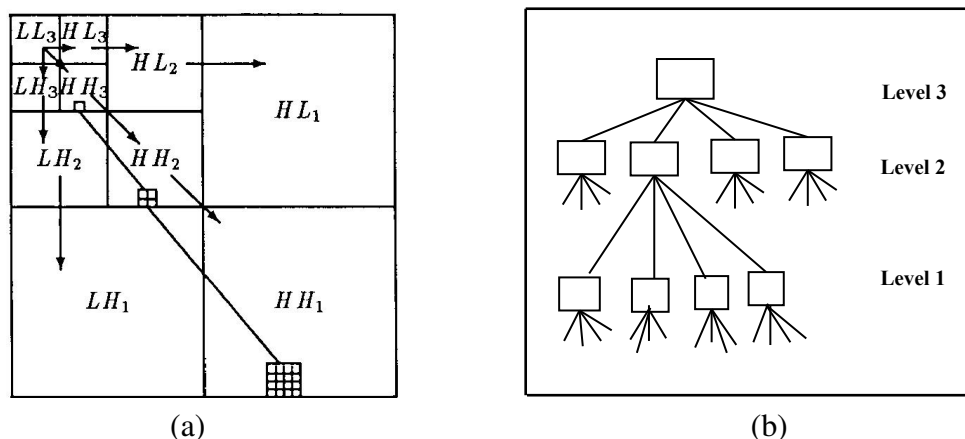 LL₃ HL₃
HL₂
LH₃ HH₃
HL₁
LH₂ HH₂
LH₁ HH₁
(a)
Level 3
Level 2
Level 1
(b)